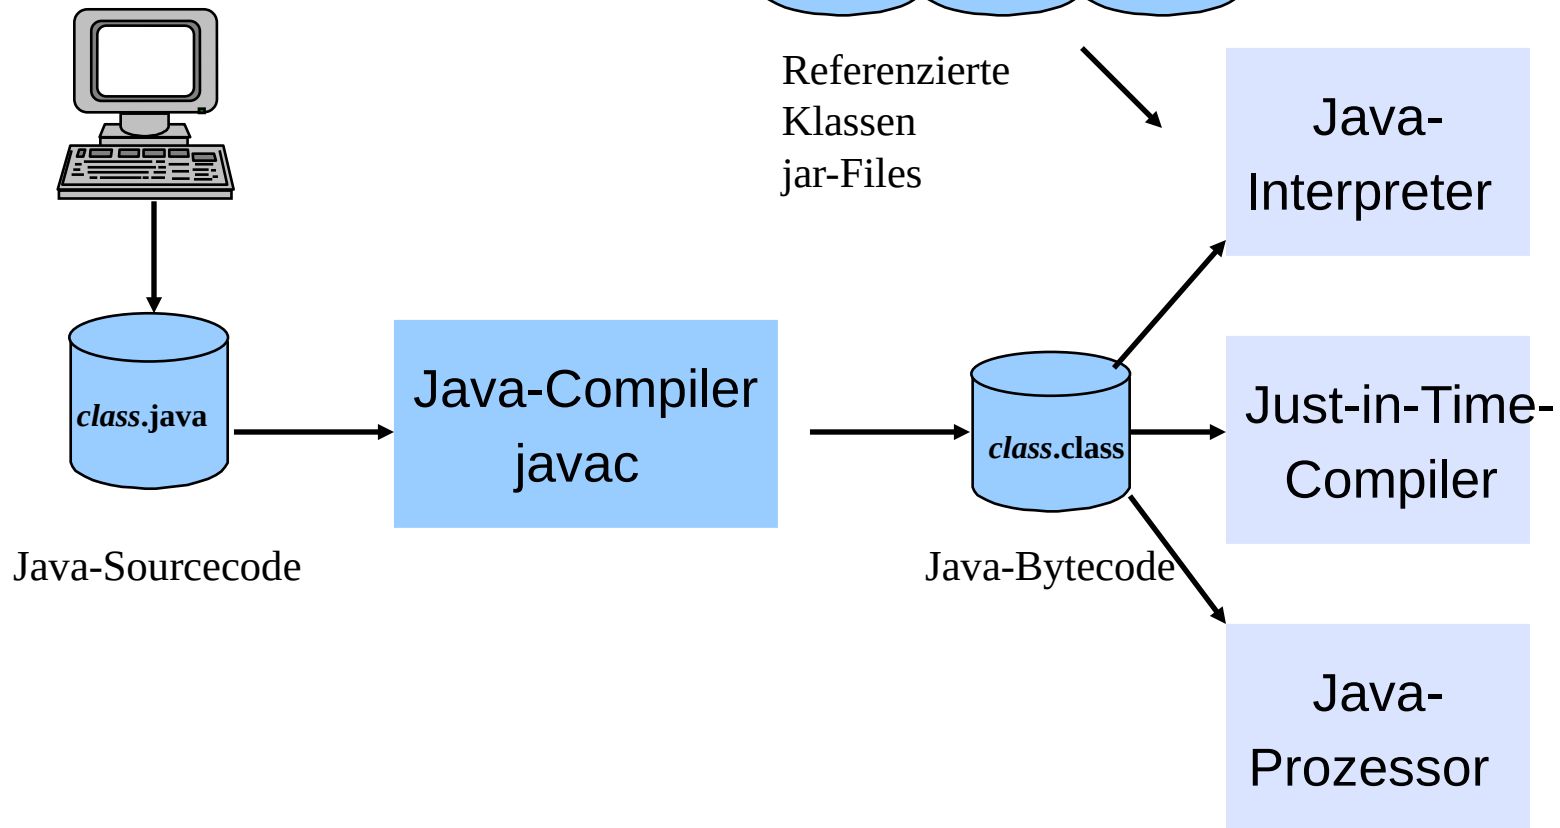 Referenzierte
Klassen
jar-Files
Java-
Interpreter
class.java
Java-Compiler
javac
class.class
Just-in-Time-
Compiler
Java-Sourcecode
Java-Bytecode
Java-
Prozessor